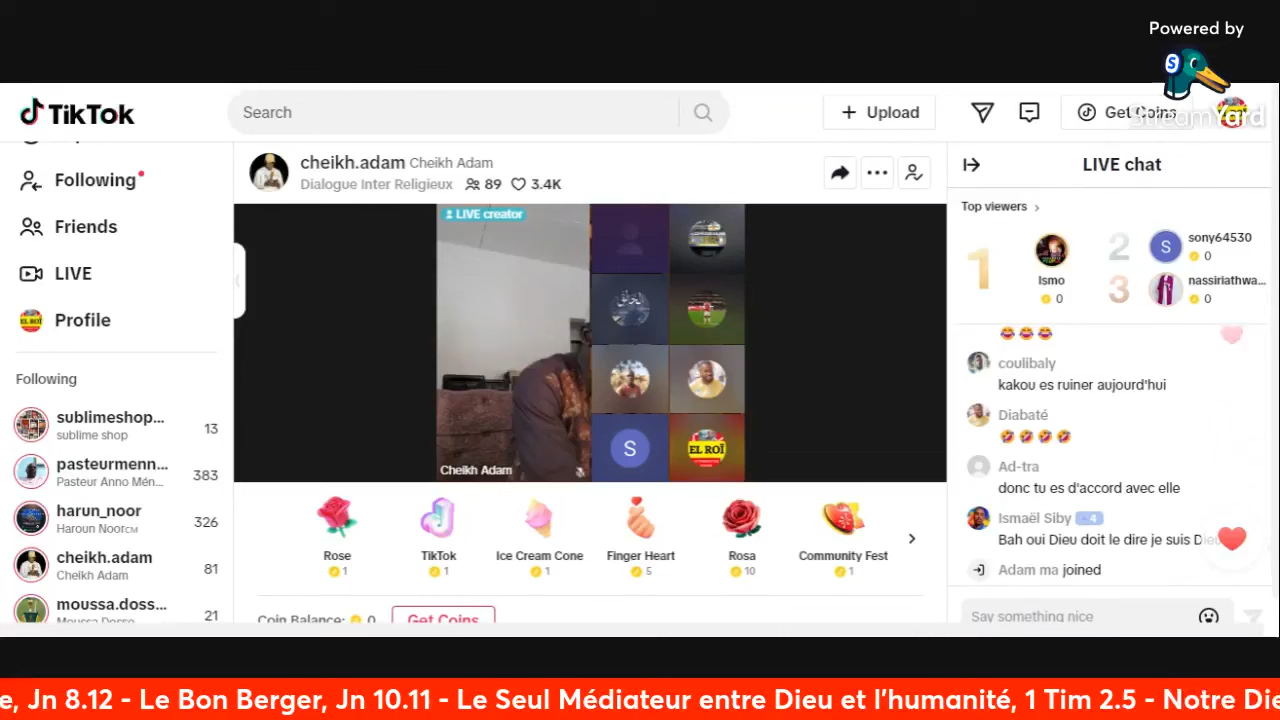 Powered by
StreamYard
TikTok
Search
Upload
Get Coins
Following
Friends
LIVE
Profile
Following
sublimeshop...
sublime shop
13
pasteurmenn...
Pasteur Anno Mén...
383
harun_noor
Haroun Noor
326
cheikh.adam
Cheikh Adam
81
moussa.doss...
Moussa Dosso
21
cheikh.adam Cheikh Adam
Dialogue Inter Religieux 89 3.4K
LIVE creator
Cheikh Adam
S
EL ROÏ
Rose
1
TikTok
1
Ice Cream Cone
1
Finger Heart
5
Rosa
10
Community Fest
1
Coin Balance: 0
Get Coins
LIVE chat
Top viewers
1
Ismo
0
2
S
sony64530
0
3
nassiriathwa...
0
coulibaly
kakou es ruiner aujourd'hui
Diabaté
Ad-tra
donc tu es d'accord avec elle
Ismaël Siby 4
Bah oui Dieu doit le dire je suis Dieu
Adam ma joined
Say something nice
e, Jn 8.12 - Le Bon Berger, Jn 10.11 - Le Seul Médiateur entre Dieu et l'humanité, 1 Tim 2.5 - Notre Die